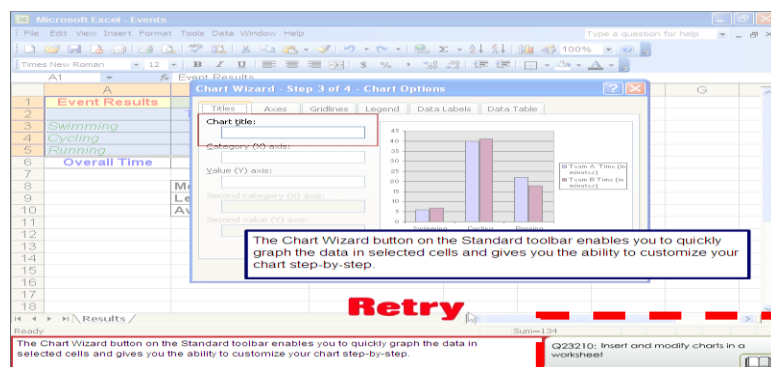 Microsoft Excel - Events
File Edit View Insert Format Tools Data Window Help
Type a question for help
100%
Times New Roman 12 B I U $ %
A1 fx Event Results
Chart Wizard - Step 3 of 4 - Chart Options
A G
Titles Axes Gridlines Legend Data Labels Data Table
1 Event Results
2
3 Swimming
4 Cycling
5 Running
6 Overall Time
7
8
9
10
11
12
13
14
15
16
17
18
Chart title:
Category (X) axis:
Value (Y) axis:
Second category (X) axis:
Second value (Y) axis:
45
40
35
30
25
20
15
10
5
0
Swimming Cycling Running
Team A Time (in minutes)
Team B Time (in minutes)
The Chart Wizard button on the Standard toolbar enables you to quickly
graph the data in selected cells and gives you the ability to customize your
chart step-by-step.
Retry
Results
Ready
Sum=134
The Chart Wizard button on the Standard toolbar enables you to quickly graph the data in
selected cells and gives you the ability to customize your chart step-by-step.
Q23210: Insert and modify charts in a
worksheet